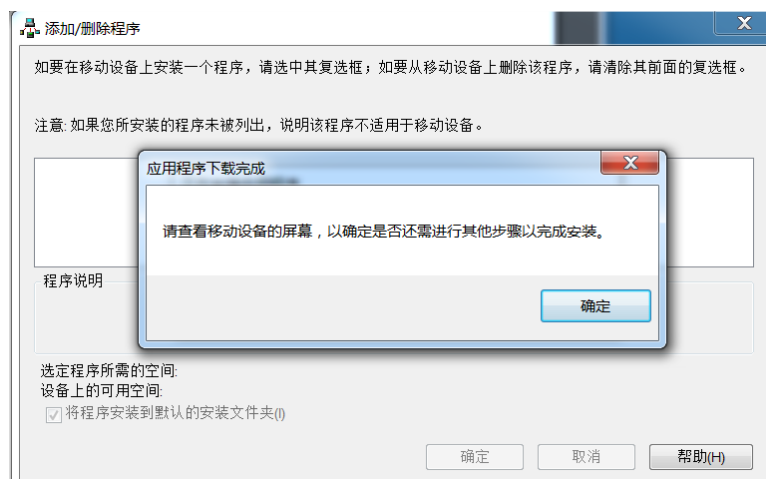 添加/删除程序
如要在移动设备上安装一个程序，请选中其复选框；如要从移动设备上删除该程序，请清除其前面的复选框。
注意: 如果您所安装的程序未被列出，说明该程序不适用于移动设备。
应用程序下载完成
请查看移动设备的屏幕，以确定是否还需进行其他步骤以完成安装。
确定
程序说明
选定程序所需的空间:
设备上的可用空间:
将程序安装到默认的安装文件夹(I)
确定 取消 帮助(H)